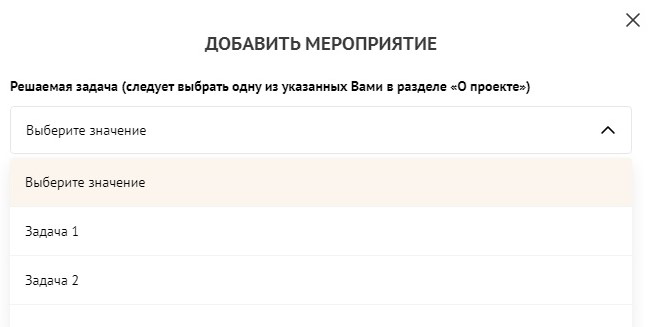 ДОБАВИТЬ МЕРОПРИЯТИЕ
Решаемая задача (следует выбрать одну из указанных Вами в разделе «О проекте»)
Выберите значение
Выберите значение
Задача 1
Задача 2